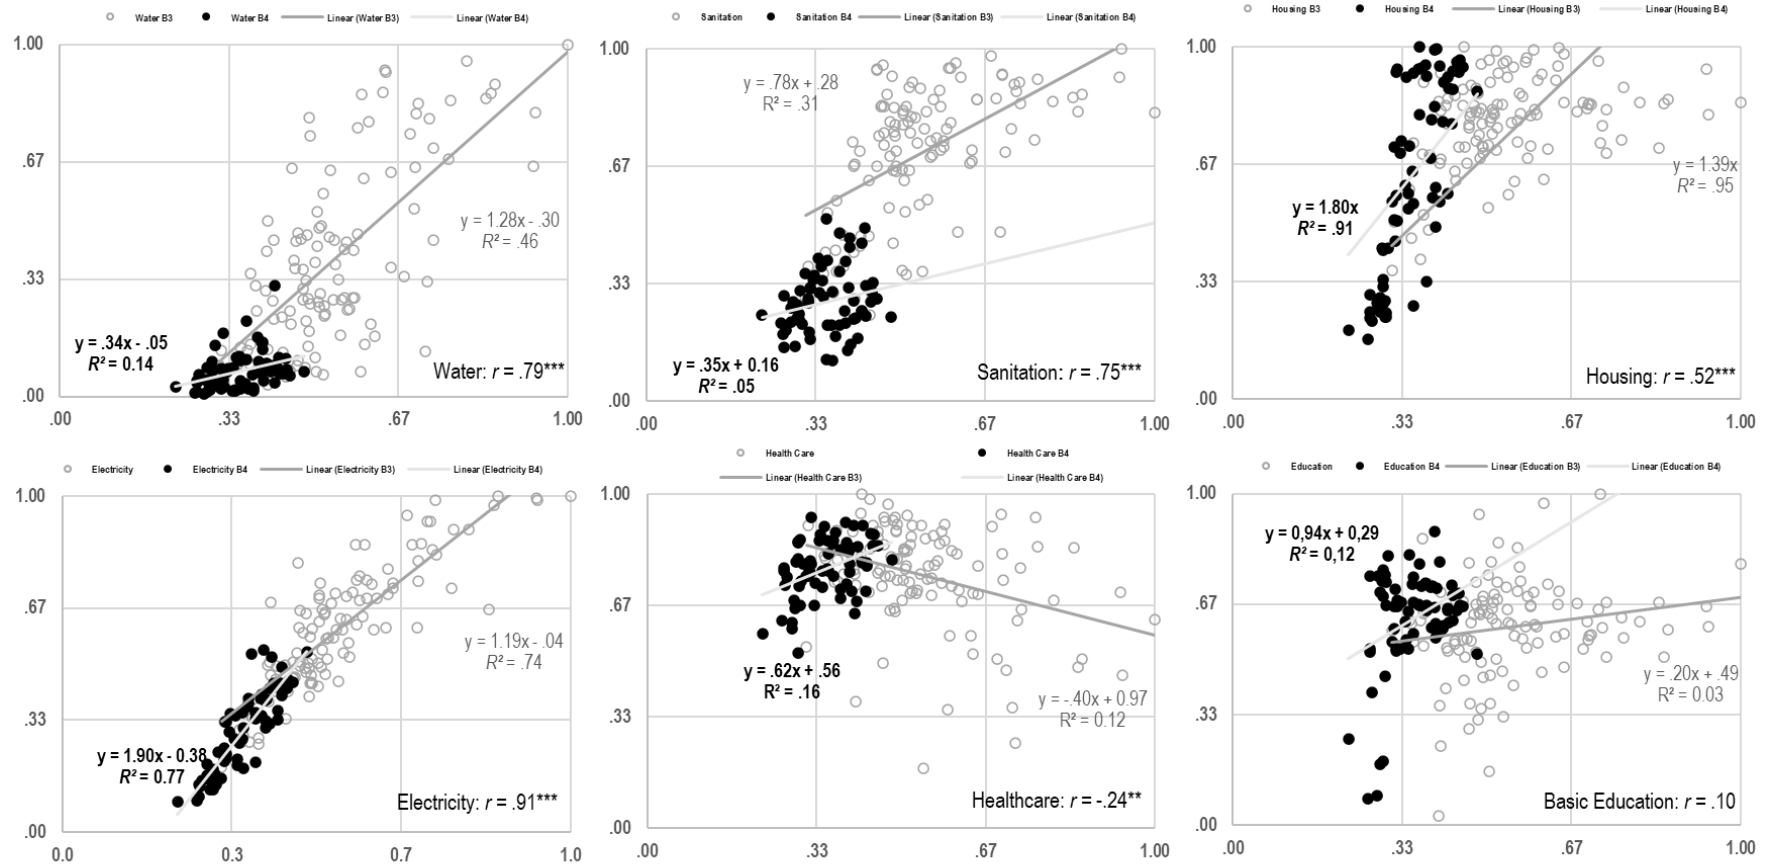 Water B3 Water B4 Linear (Water B3) Linear (Water B4)
1.00
.67
.33
.00
y = 1.28x - .30
R² = .46
y = .34x - .05
R² = 0.14
Water: r = .79***
.00 .33 .67 1.00
Sanitation Sanitation B4 Linear (Sanitation B3) Linear (Sanitation B4)
1.00
.67
.33
.00
y = .78x + .28
R² = .31
y = .35x + 0.16
R² = .05
Sanitation: r = .75***
.00 .33 .67 1.00
Housing B3 Housing B4 Linear (Housing B3) Linear (Housing B4)
1.00
.67
.33
.00
y = 1.39x
R² = .95
y = 1.80x
R² = .91
Housing: r = .52***
.00 .33 .67 1.00
Electricity Electricity B4 Linear (Electricity B3) Linear (Electricity B4)
1.00
.67
.33
.00
y = 1.19x - .04
R² = .74
y = 1.90x - 0.38
R² = 0.77
Electricity: r = .91***
0.0 0.3 0.7 1.0
Health Care Health Care B4
Linear (Health Care B3) Linear (Health Care B4)
1.00
.67
.33
.00
y = .62x + .56
R² = .16
y = -.40x + 0.97
R² = 0.12
Healthcare: r = -.24**
.00 .33 .67 1.00
Education Education B4 Linear (Education B3) Linear (Education B4)
1.00
.67
.33
.00
y = 0,94x + 0,29
R² = 0,12
y = .20x + .49
R² = 0.03
Basic Education: r = .10
.00 .33 .67 1.00